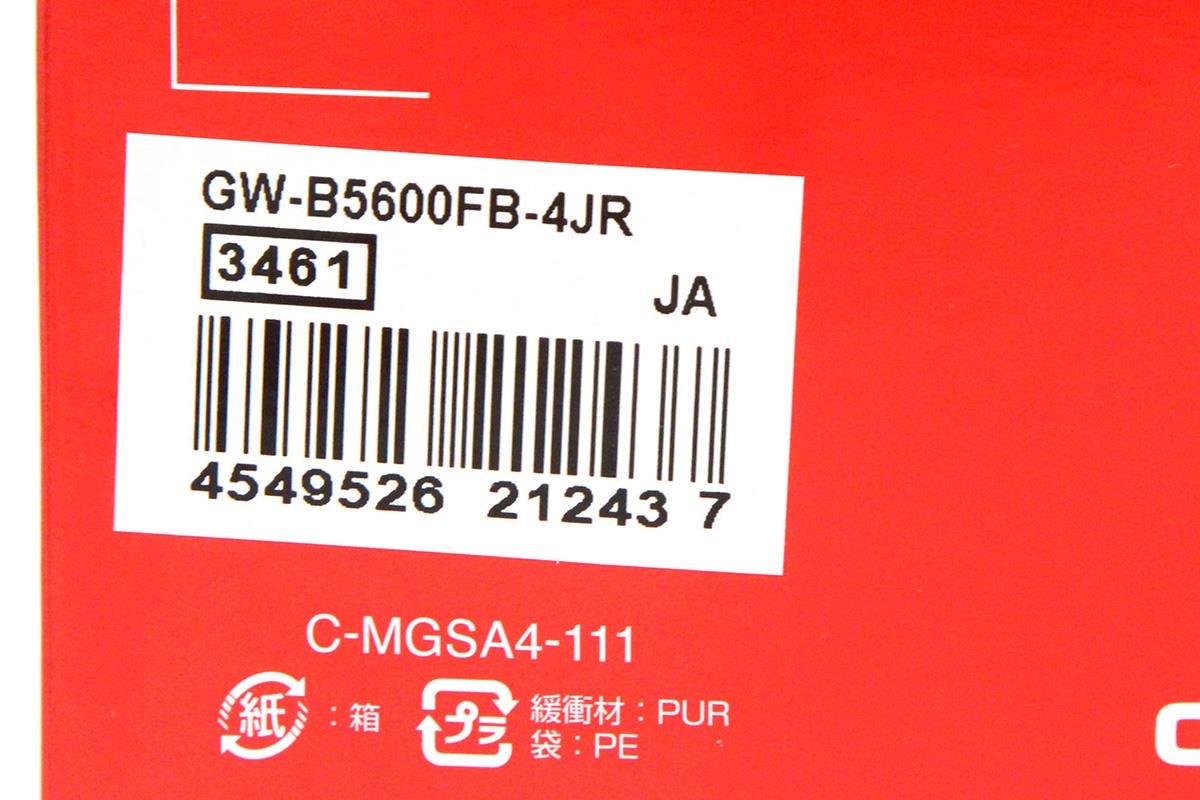 GW-B5600FB-4JR
3461
JA
4549526 21243 7
C-MGSA4-111
紙 : 箱
プラ 緩衝材 : PUR
袋 : PE